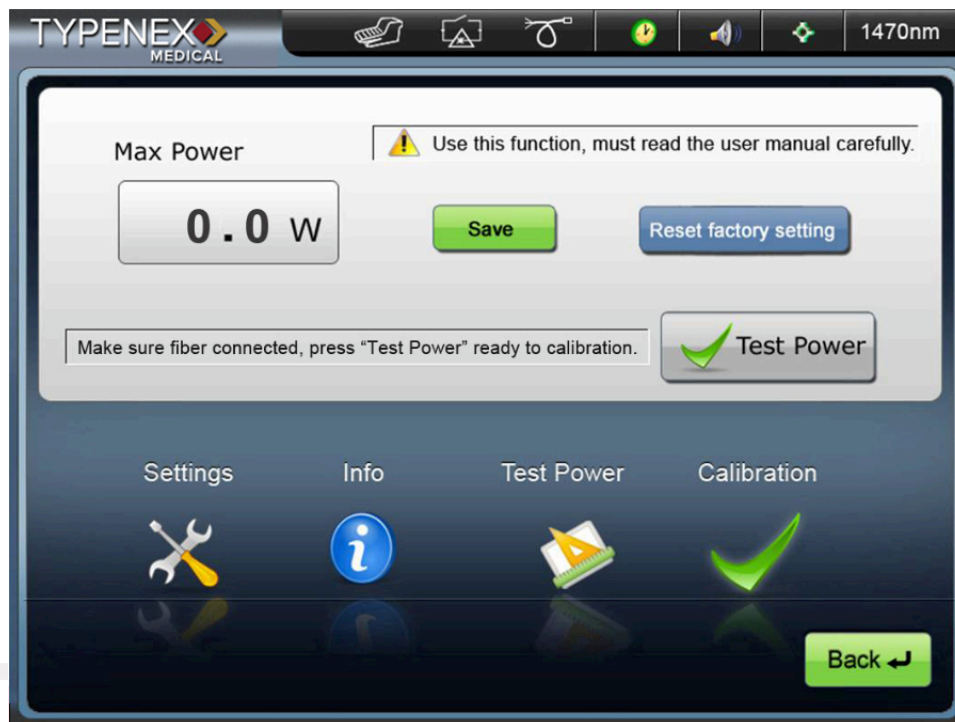 TYPENEX
MEDICAL
1470nm
Max Power
Use this function, must read the user manual carefully.
0.0 W
Save
Reset factory setting
Make sure fiber connected, press “Test Power” ready to calibration.
Test Power
Settings
Info
Test Power
Calibration
Back